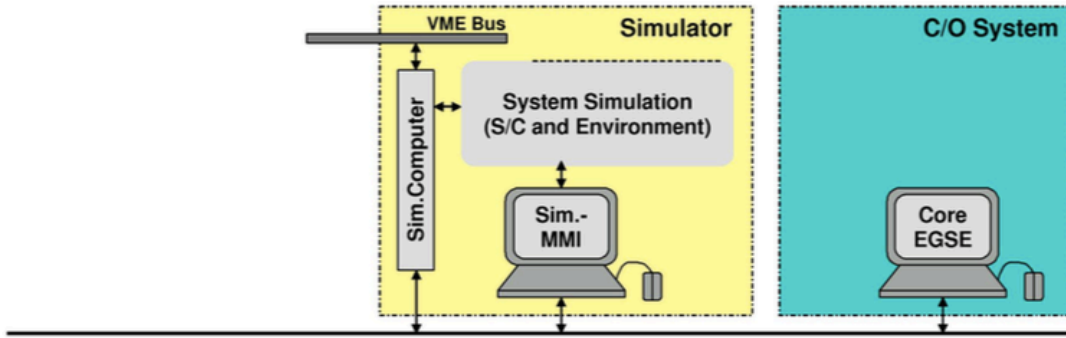 VME Bus
Simulator
C/O System
Sim.Computer
System Simulation
(S/C and Environment)
Sim.-
MMI
Core
EGSE